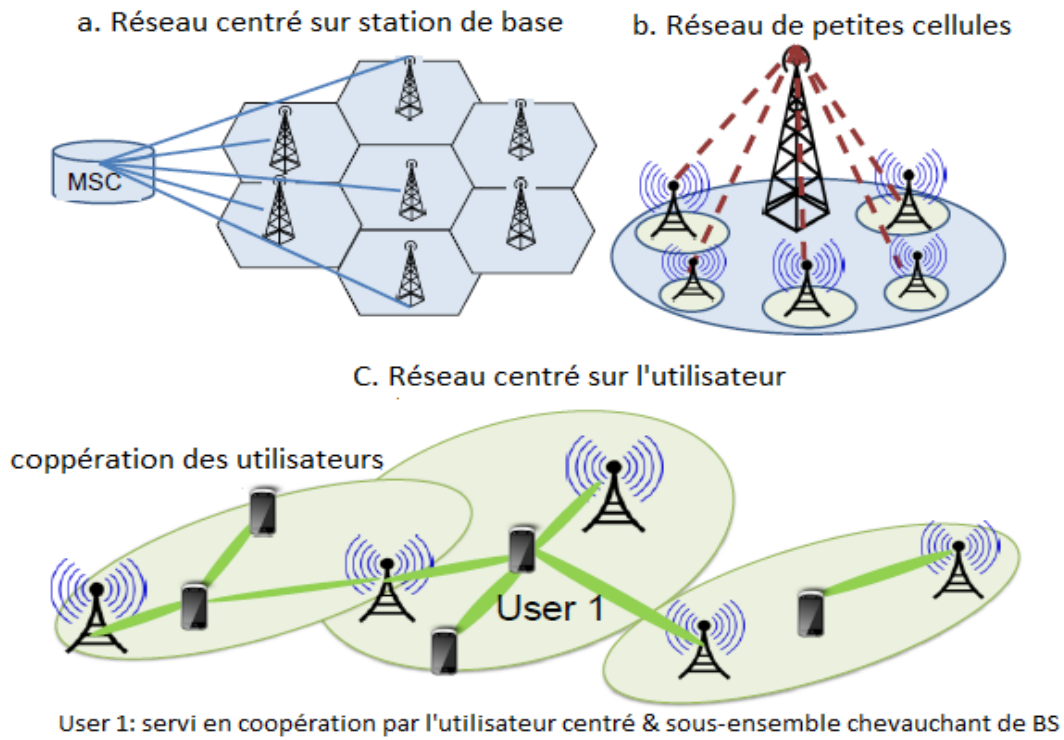 a. Réseau centré sur station de base
b. Réseau de petites cellules
MSC
C. Réseau centré sur l'utilisateur
coppération des utilisateurs
User 1
User 1: servi en coopération par l'utilisateur centré & sous-ensemble chevauchant de BS